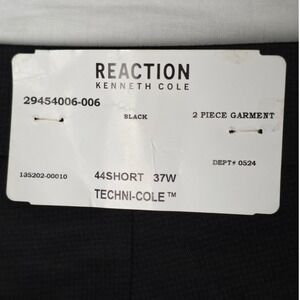 REACTION
KENNETH COLE
29454006-006
BLACK 2 PIECE GARMENT
DEPT# 0524
135202-00010
44SHORT 37W
TECHNI-COLE™